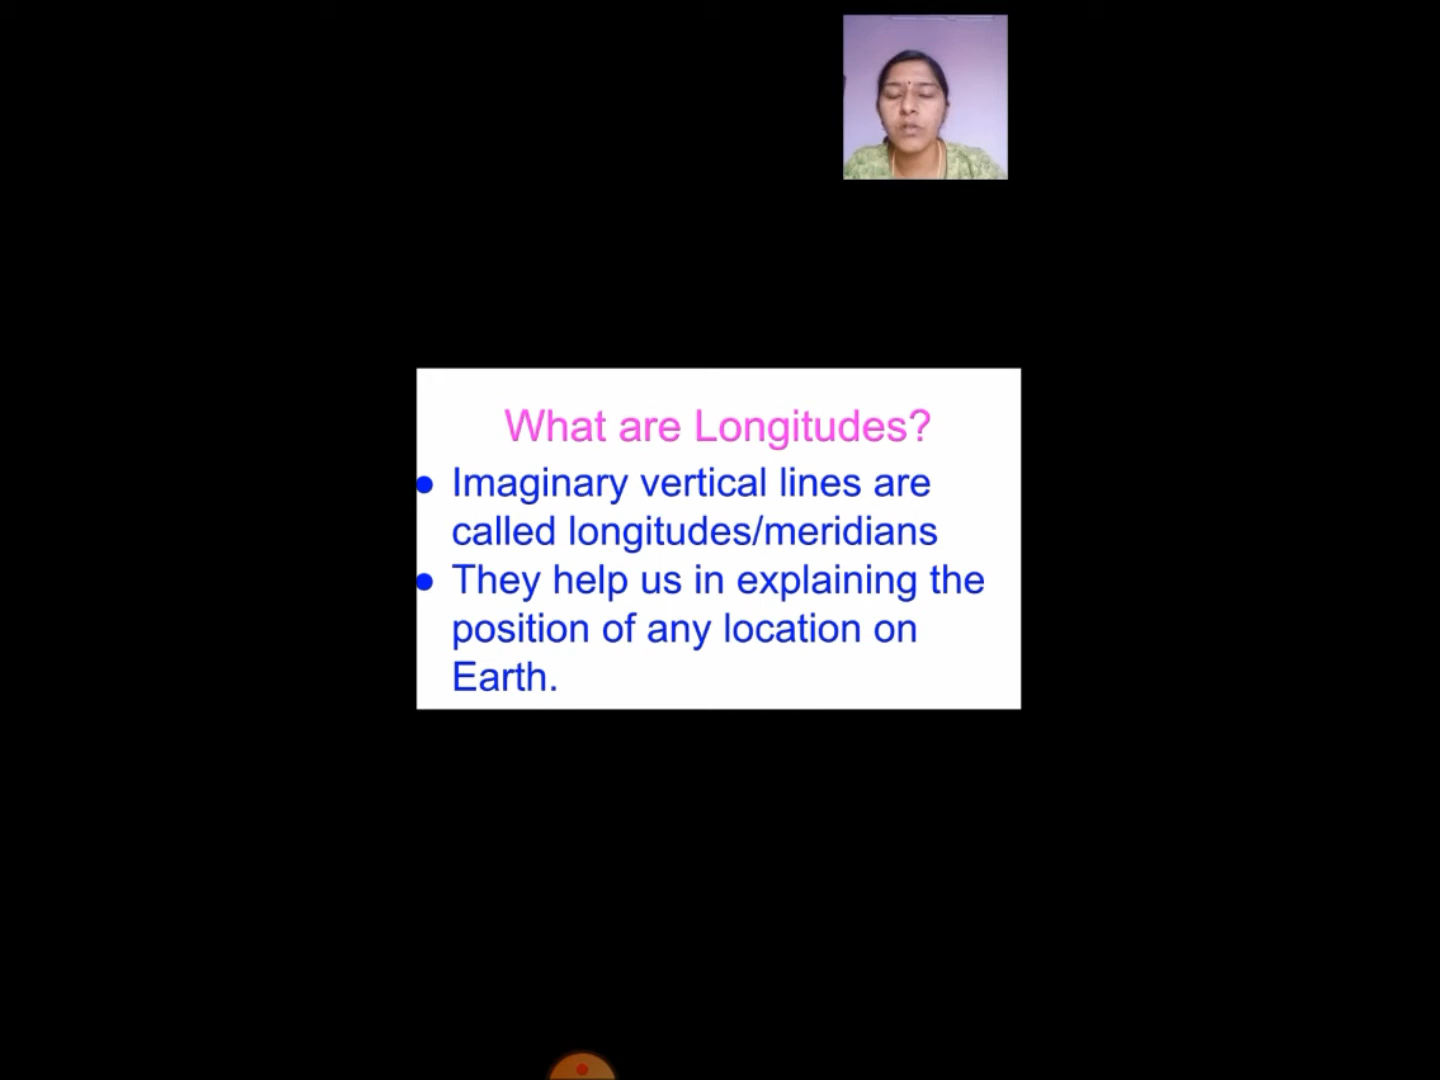 What are Longitudes?
● Imaginary vertical lines are
called longitudes/meridians
● They help us in explaining the
position of any location on
Earth.